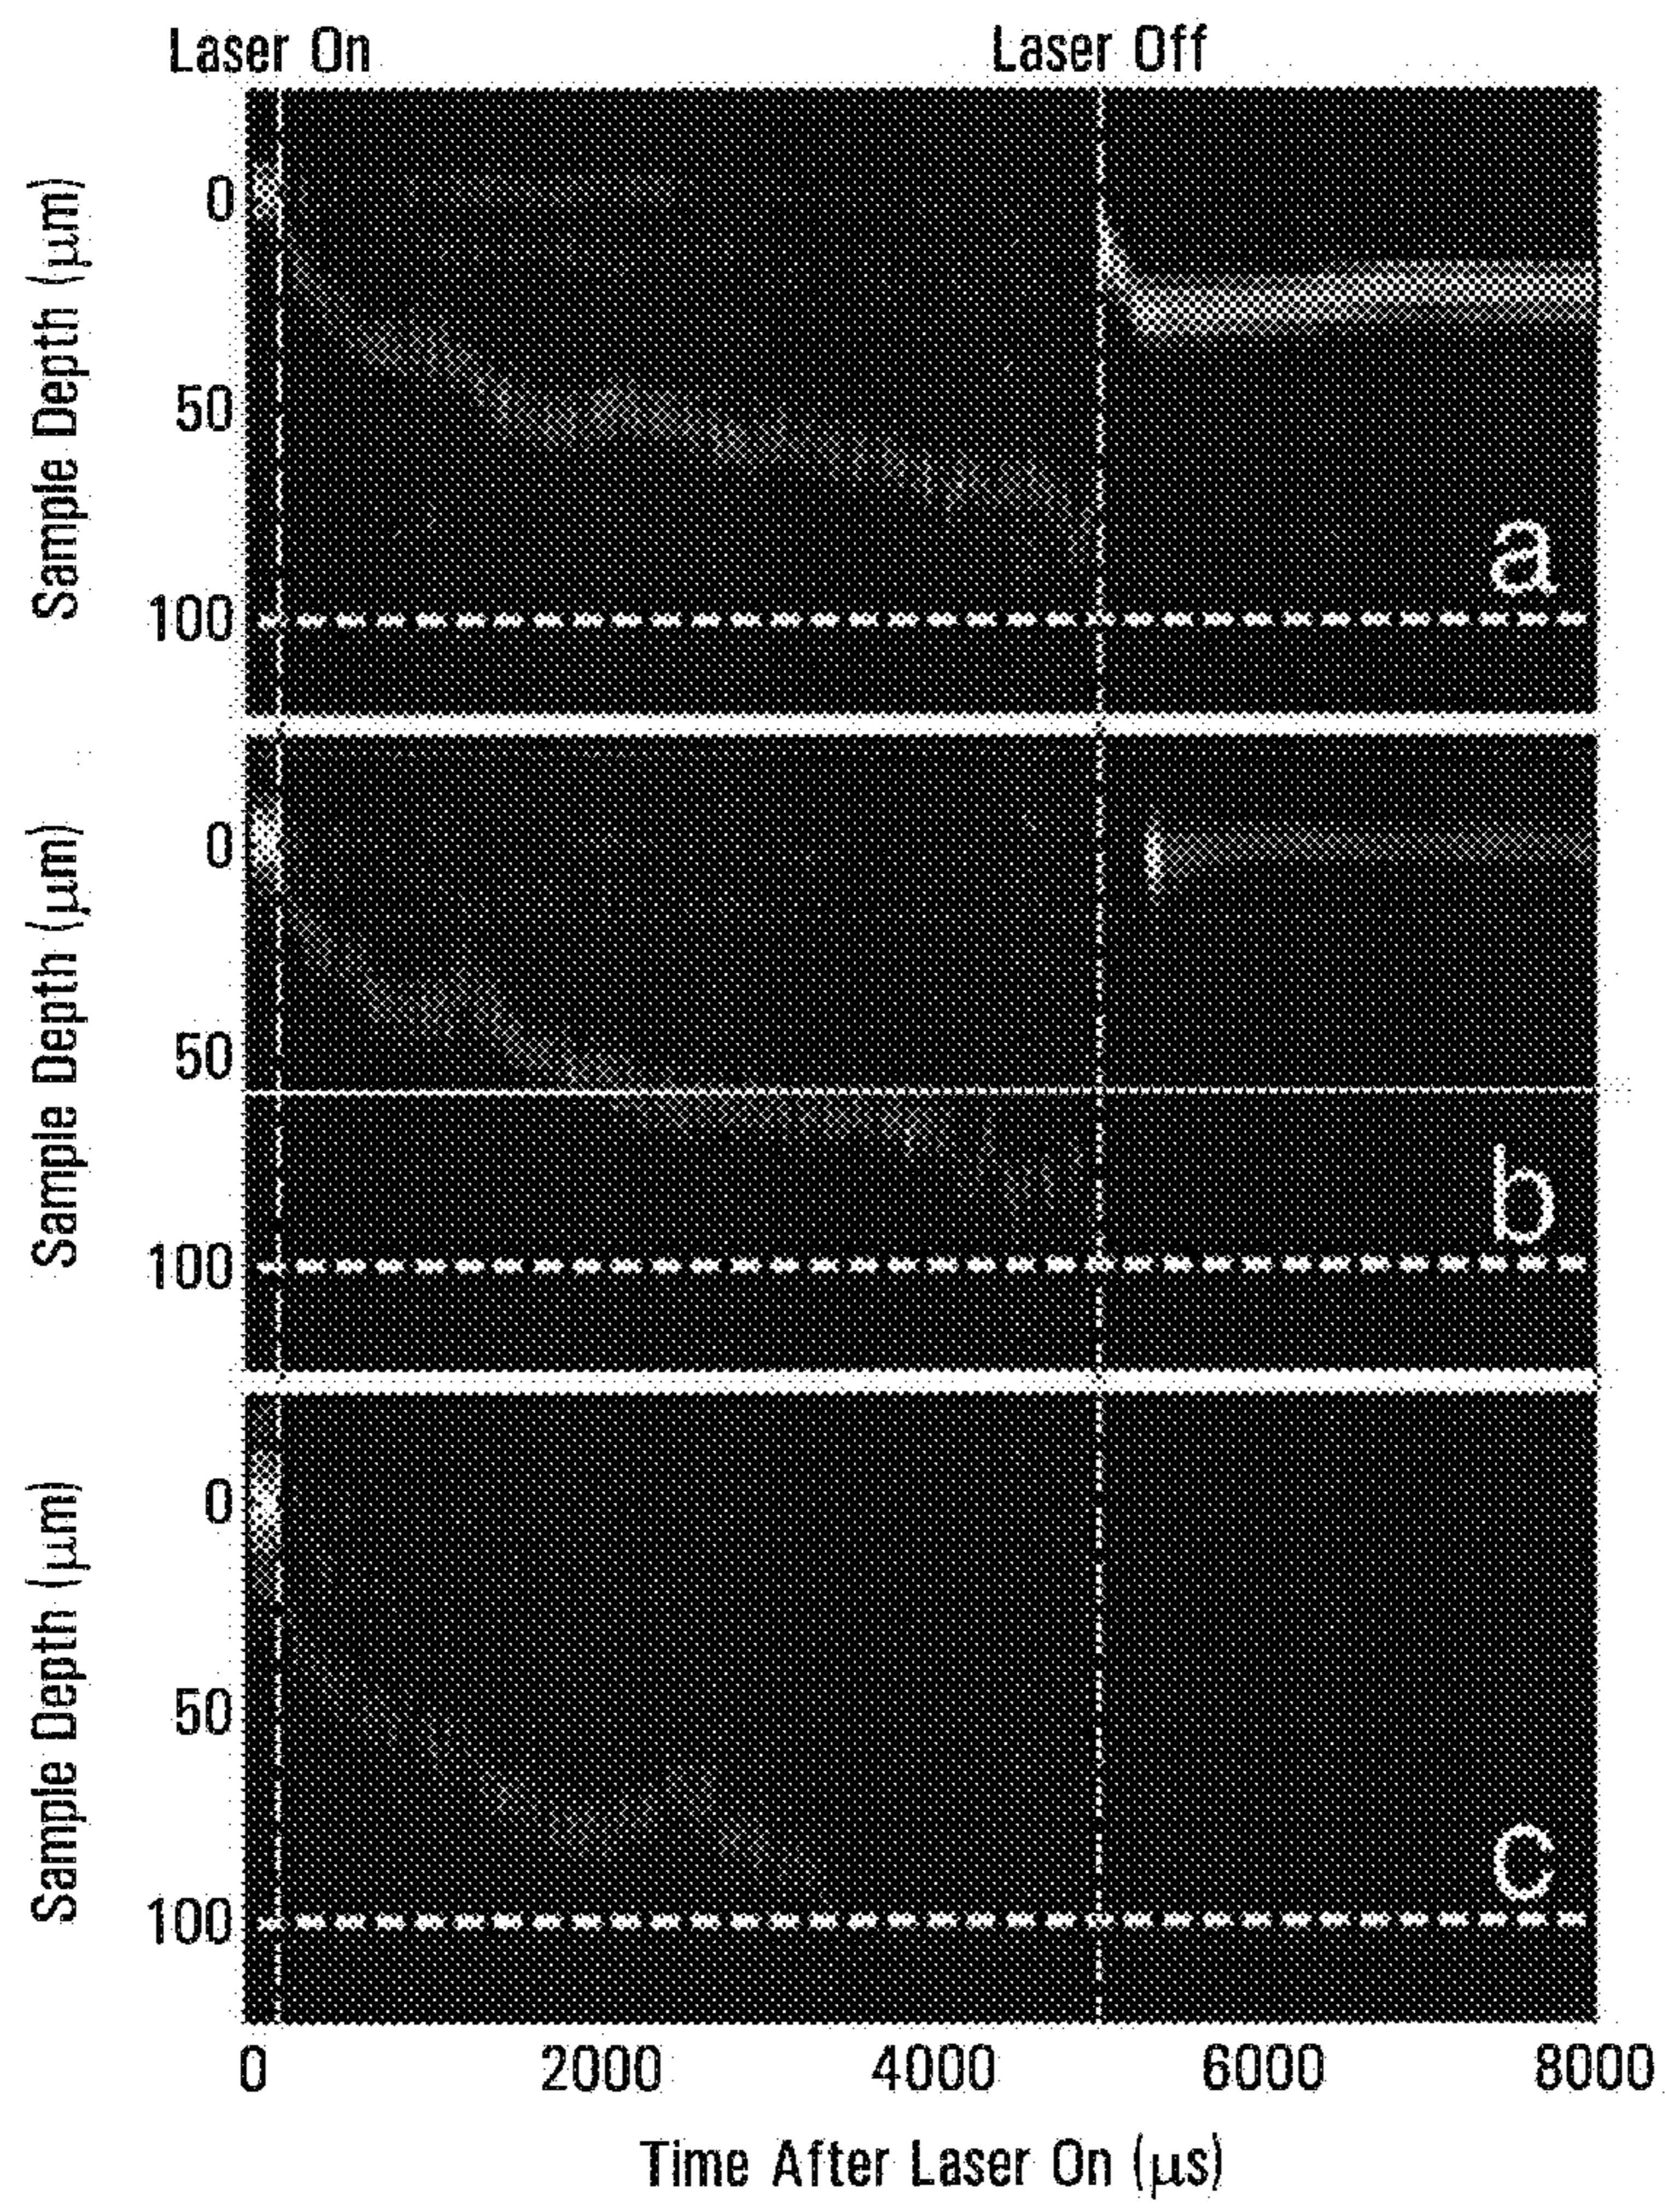 Laser On Laser Off
Sample Depth (μm)
0
50
100
a
Sample Depth (μm)
0
50
100
b
Sample Depth (μm)
0
50
100
c
0 2000 4000 6000 8000
Time After Laser On (μs)